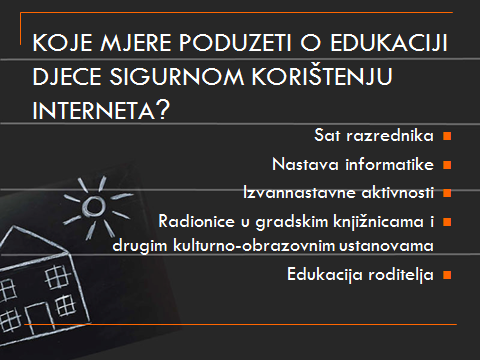 KOJE MJERE PODUZETI O EDUKACIJI
DJECE SIGURNOM KORIŠTENJU
INTERNETA?
Sat razrednika
Nastava informatike
Izvannastavne aktivnosti
Radionice u gradskim knjižnicama i
drugim kulturno-obrazovnim ustanovama
Edukacija roditelja